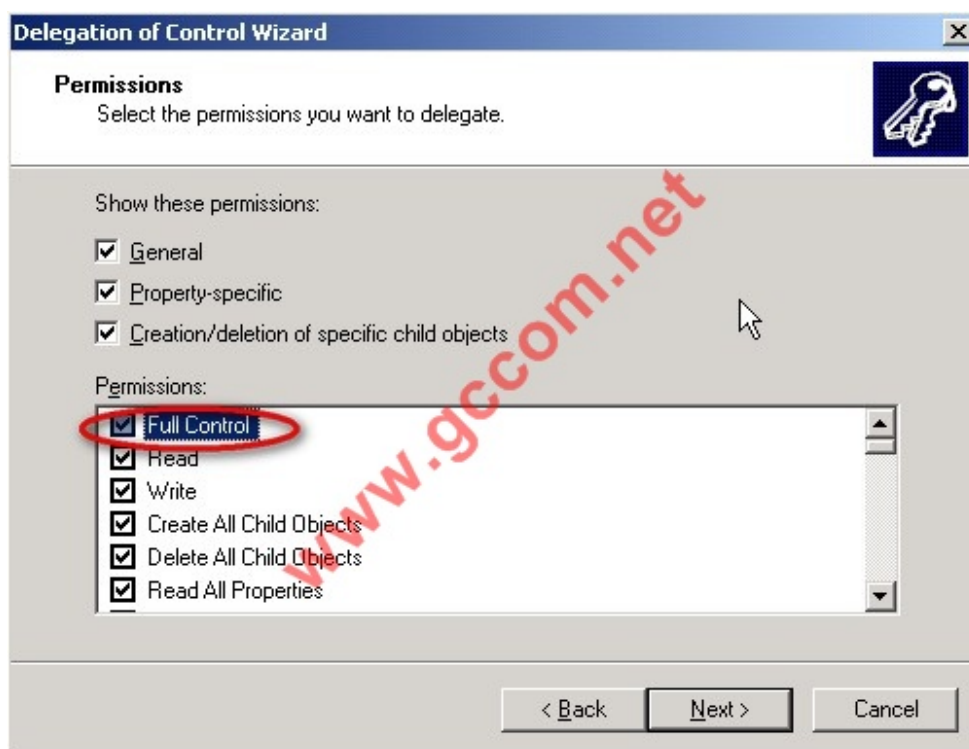 Delegation of Control Wizard
Permissions
Select the permissions you want to delegate.
Show these permissions:
General
Property-specific
Creation/deletion of specific child objects
Permissions:
Full Control
Read
Write
Create All Child Objects
Delete All Child Objects
Read All Properties
www.gccom.net
< Back
Next >
Cancel